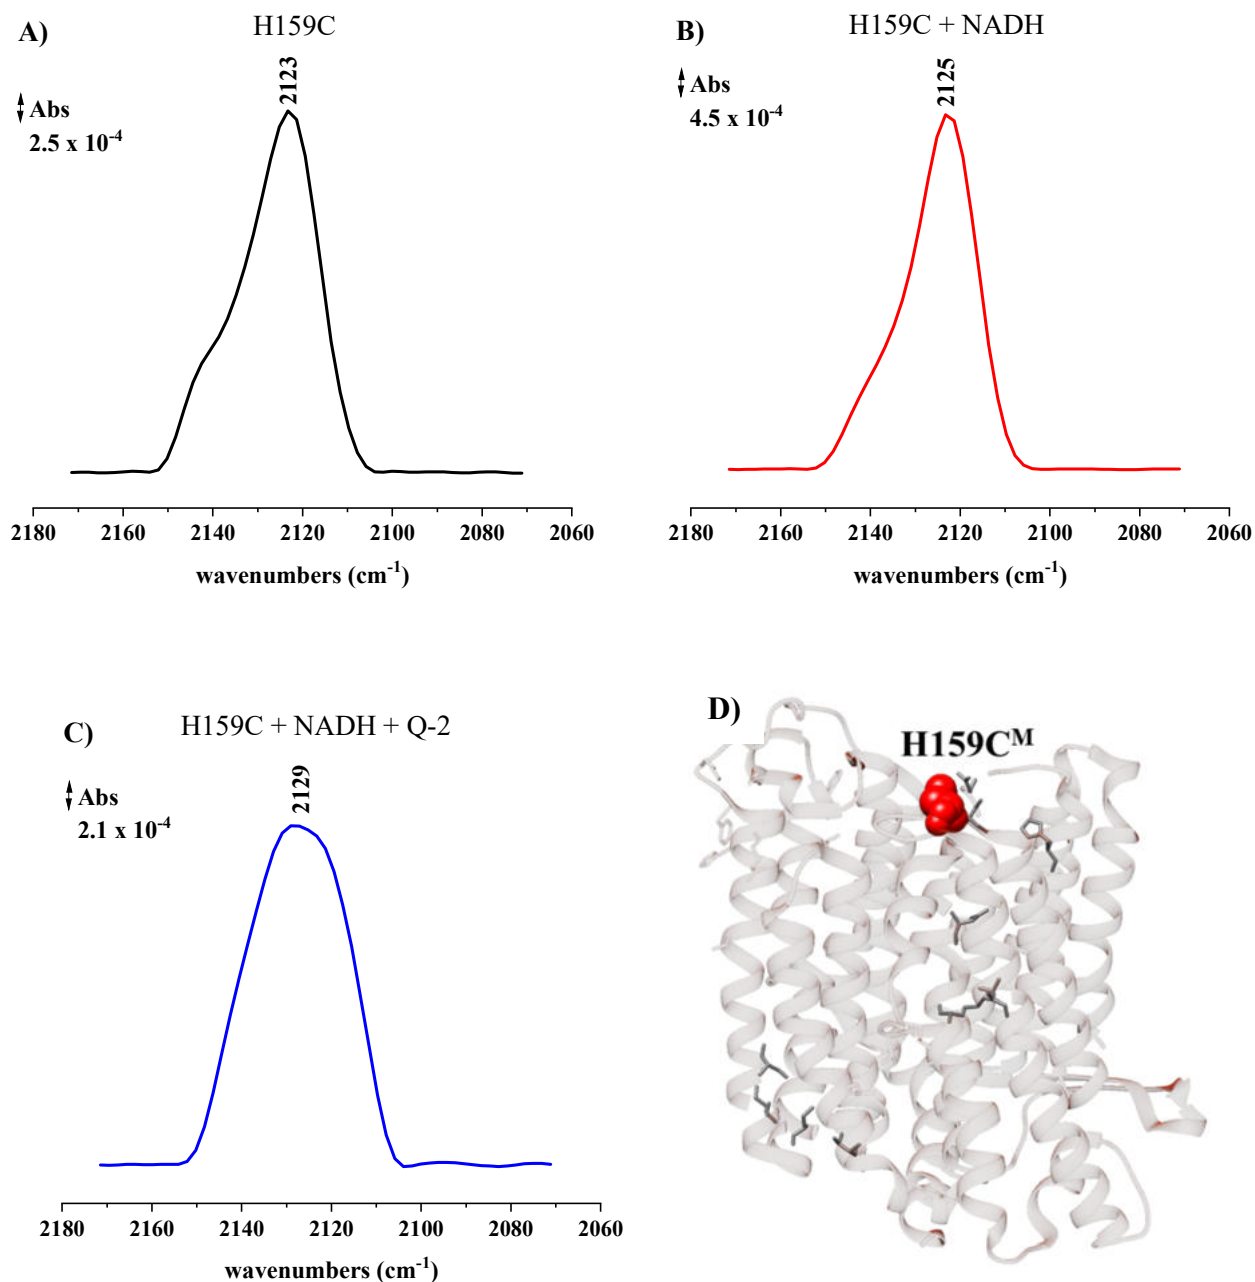 A)
H159C
2123
Abs
2.5 x 10⁻⁴
2180 2160 2140 2120 2100 2080 2060
wavenumbers (cm⁻¹)
B)
H159C + NADH
2125
Abs
4.5 x 10⁻⁴
2180 2160 2140 2120 2100 2080 2060
wavenumbers (cm⁻¹)
C)
H159C + NADH + Q-2
2129
Abs
2.1 x 10⁻⁴
2180 2160 2140 2120 2100 2080 2060
wavenumbers (cm⁻¹)
D)
H159Cᴹ